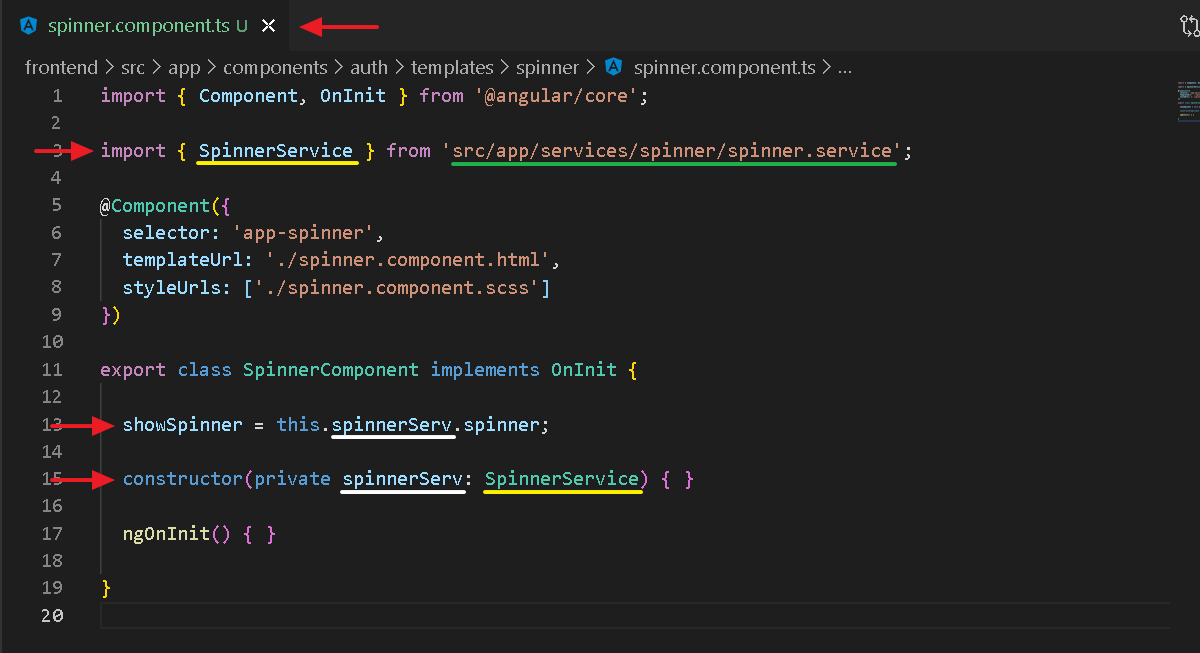 spinner.component.ts U
frontend > src > app > components > auth > templates > spinner > spinner.component.ts > ...
1 import { Component, OnInit } from '@angular/core';
2
3 import { SpinnerService } from 'src/app/services/spinner/spinner.service';
4
5 @Component({
6 selector: 'app-spinner',
7 templateUrl: './spinner.component.html',
8 styleUrls: ['./spinner.component.scss']
9 })
10
11 export class SpinnerComponent implements OnInit {
12
13 showSpinner = this.spinnerServ.spinner;
14
15 constructor(private spinnerServ: SpinnerService) { }
16
17 ngOnInit() { }
18
19 }
20